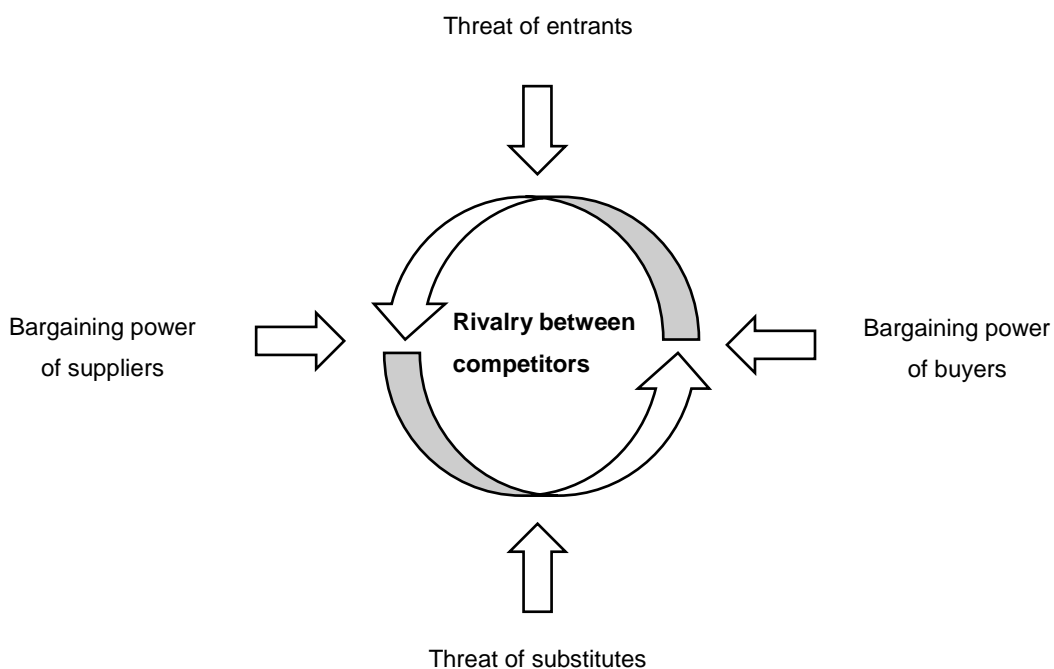 Threat of entrants
Bargaining power
of suppliers
Rivalry between
competitors
Bargaining power
of buyers
Threat of substitutes